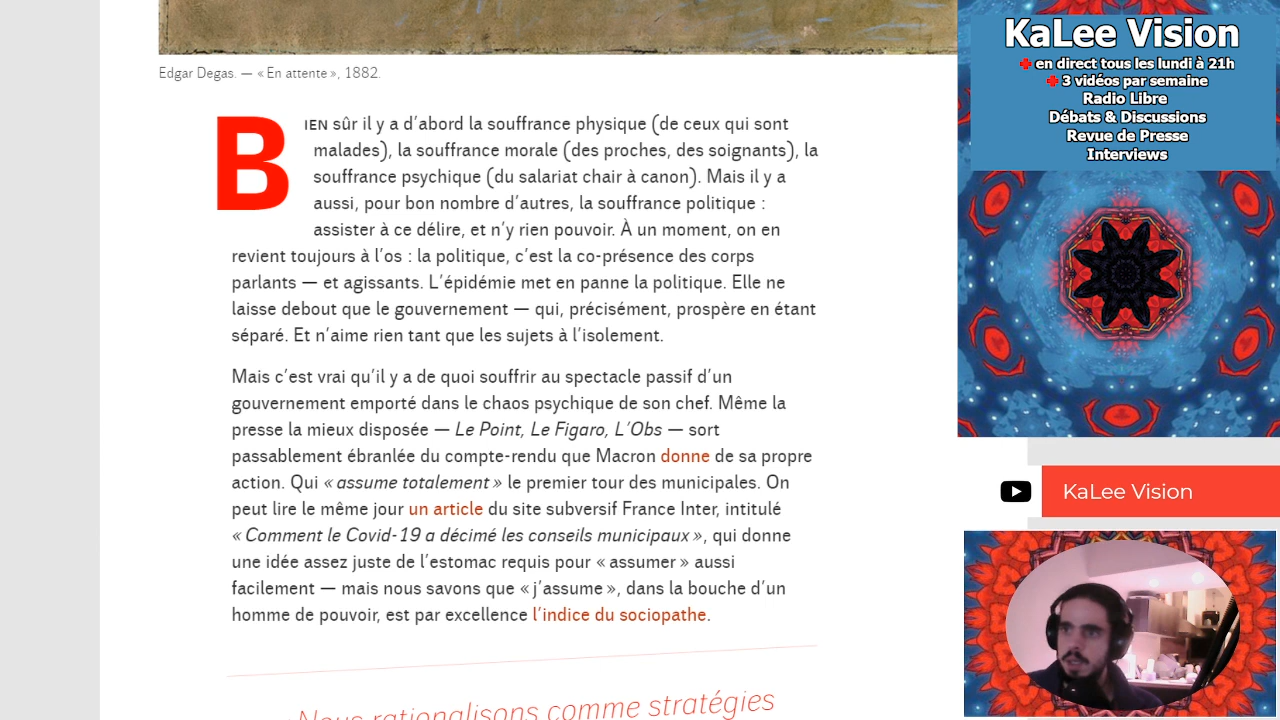 Edgar Degas. — « En attente », 1882.
BIEN sûr il y a d’abord la souffrance physique (de ceux qui sont
malades), la souffrance morale (des proches, des soignants), la
souffrance psychique (du salariat chair à canon). Mais il y a
aussi, pour bon nombre d’autres, la souffrance politique :
assister à ce délire, et n’y rien pouvoir. À un moment, on en
revient toujours à l’os : la politique, c’est la co-présence des corps
parlants — et agissants. L’épidémie met en panne la politique. Elle ne
laisse debout que le gouvernement — qui, précisément, prospère en étant
séparé. Et n’aime rien tant que les sujets à l’isolement.
Mais c’est vrai qu’il y a de quoi souffrir au spectacle passif d’un
gouvernement emporté dans le chaos psychique de son chef. Même la
presse la mieux disposée — Le Point, Le Figaro, L’Obs — sort
passablement ébranlée du compte-rendu que Macron donne de sa propre
action. Qui « assume totalement » le premier tour des municipales. On
peut lire le même jour un article du site subversif France Inter, intitulé
« Comment le Covid-19 a décimé les conseils municipaux », qui donne
une idée assez juste de l’estomac requis pour « assumer » aussi
facilement — mais nous savons que « j’assume », dans la bouche d’un
homme de pouvoir, est par excellence l’indice du sociopathe.
Nous rationalisons comme stratégies
KaLee Vision
en direct tous les lundi à 21h
3 vidéos par semaine
Radio Libre
Débats & Discussions
Revue de Presse
Interviews
KaLee Vision